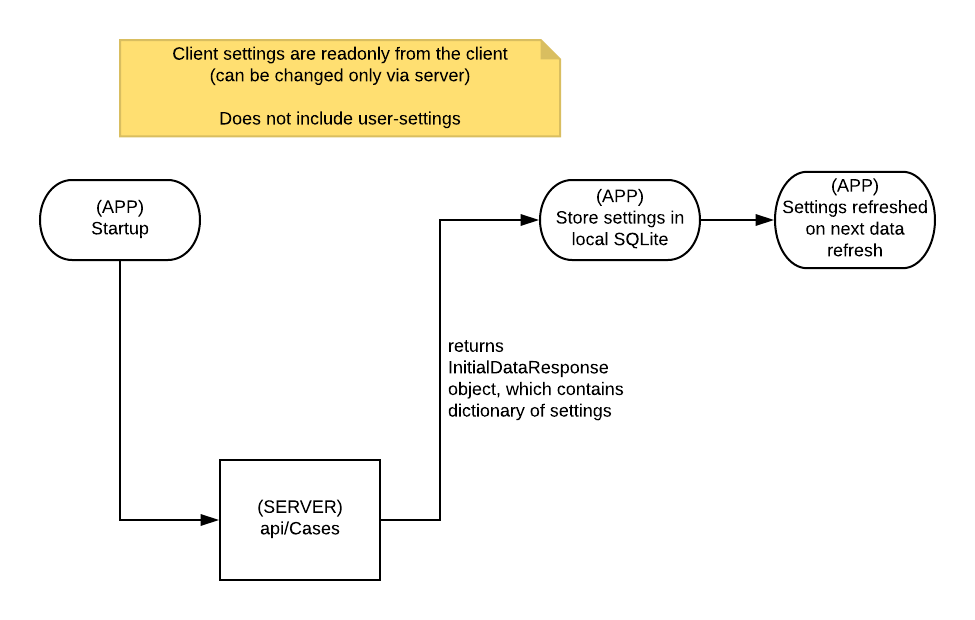 Client settings are readonly from the client
(can be changed only via server)
Does not include user-settings
(APP)
Startup
(APP)
Store settings in
local SQLite
(APP)
Settings refreshed
on next data
refresh
returns
InitialDataResponse
object, which contains
dictionary of settings
(SERVER)
api/Cases